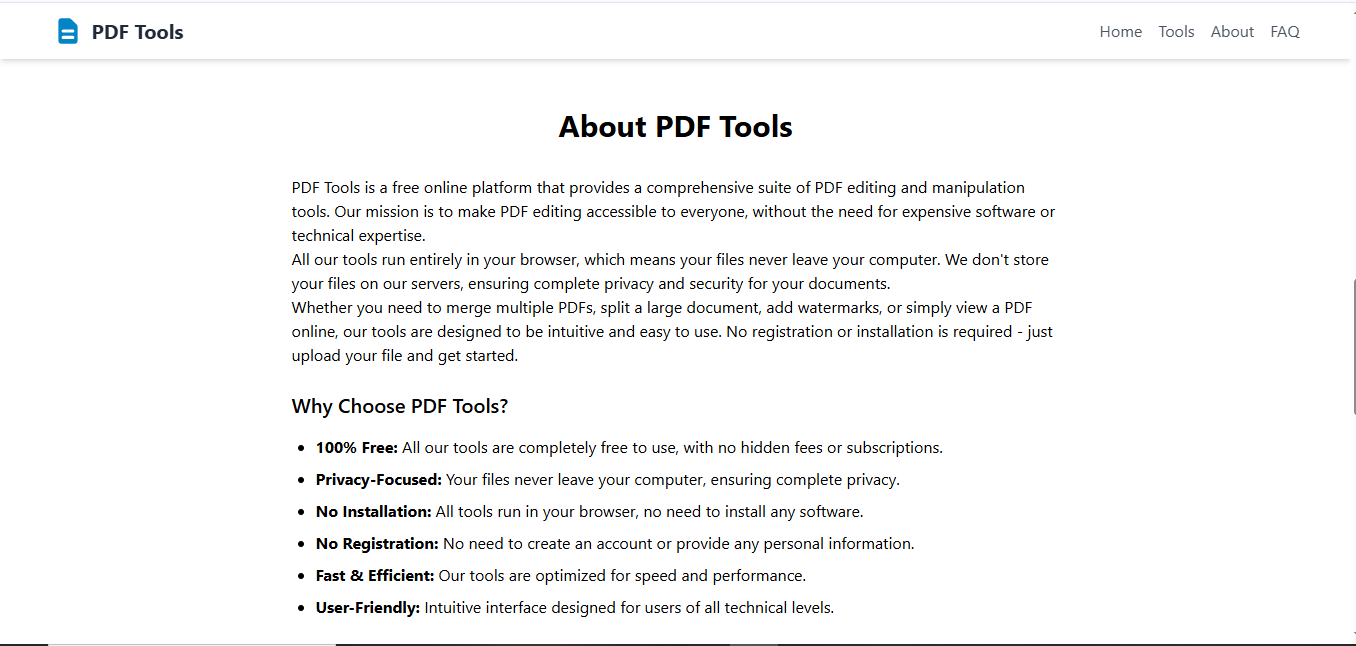 PDF Tools
Home Tools About FAQ
About PDF Tools
PDF Tools is a free online platform that provides a comprehensive suite of PDF editing and manipulation
tools. Our mission is to make PDF editing accessible to everyone, without the need for expensive software or
technical expertise.
All our tools run entirely in your browser, which means your files never leave your computer. We don't store
your files on our servers, ensuring complete privacy and security for your documents.
Whether you need to merge multiple PDFs, split a large document, add watermarks, or simply view a PDF
online, our tools are designed to be intuitive and easy to use. No registration or installation is required - just
upload your file and get started.
Why Choose PDF Tools?
• 100% Free: All our tools are completely free to use, with no hidden fees or subscriptions.
• Privacy-Focused: Your files never leave your computer, ensuring complete privacy.
• No Installation: All tools run in your browser, no need to install any software.
• No Registration: No need to create an account or provide any personal information.
• Fast & Efficient: Our tools are optimized for speed and performance.
• User-Friendly: Intuitive interface designed for users of all technical levels.